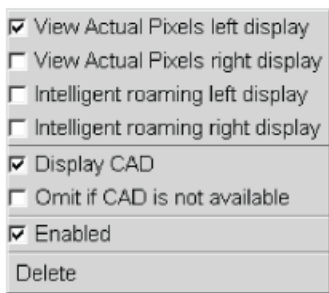 View Actual Pixels left display
View Actual Pixels right display
Intelligent roaming left display
Intelligent roaming right display
Display CAD
Omit if CAD is not available
Enabled
Delete